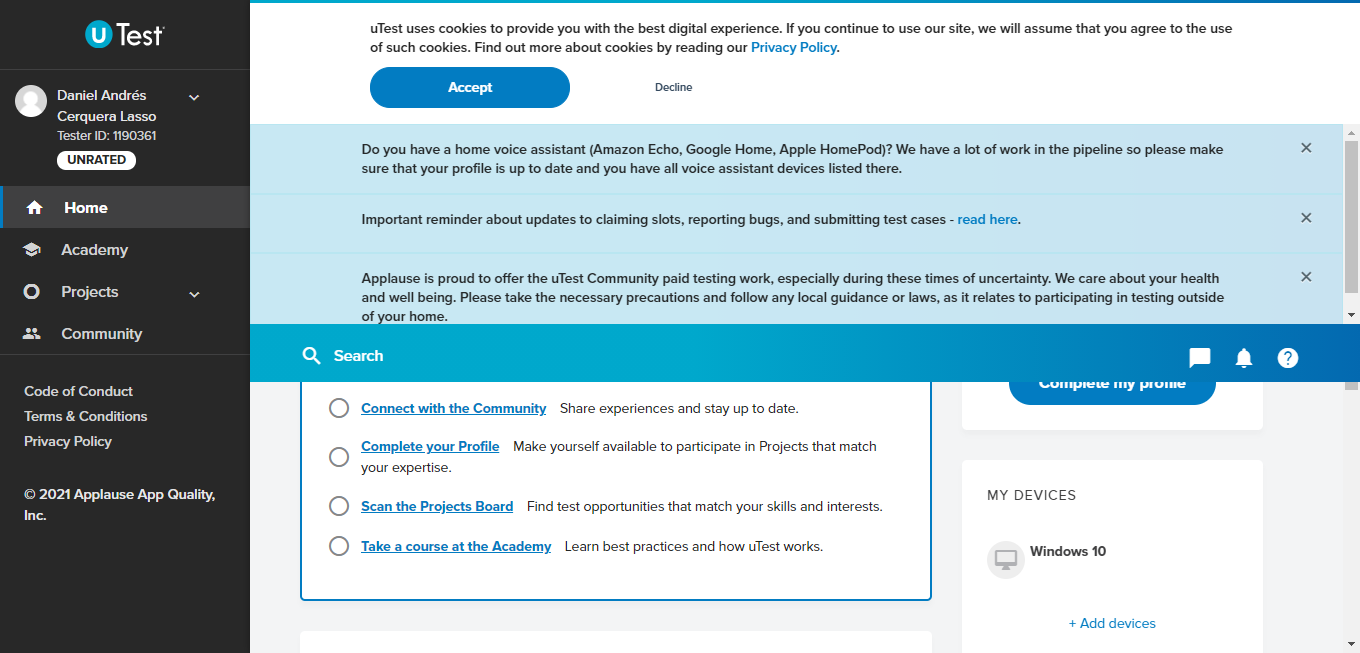 uTest
Daniel Andrés
Cerquera Lasso
Tester ID: 1190361
UNRATED
Home
Academy
Projects
Community
Code of Conduct
Terms & Conditions
Privacy Policy
© 2021 Applause App Quality,
Inc.
uTest uses cookies to provide you with the best digital experience. If you continue to use our site, we will assume that you agree to the use
of such cookies. Find out more about cookies by reading our Privacy Policy.
Accept
Decline
Do you have a home voice assistant (Amazon Echo, Google Home, Apple HomePod)? We have a lot of work in the pipeline so please make
sure that your profile is up to date and you have all voice assistant devices listed there.
Important reminder about updates to claiming slots, reporting bugs, and submitting test cases - read here.
Applause is proud to offer the uTest Community paid testing work, especially during these times of uncertainty. We care about your health
and well being. Please take the necessary precautions and follow any local guidance or laws, as it relates to participating in testing outside
of your home.
Search
Connect with the Community Share experiences and stay up to date.
Complete your Profile Make yourself available to participate in Projects that match
your expertise.
Scan the Projects Board Find test opportunities that match your skills and interests.
Take a course at the Academy Learn best practices and how uTest works.
Complete my profile
MY DEVICES
Windows 10
+ Add devices